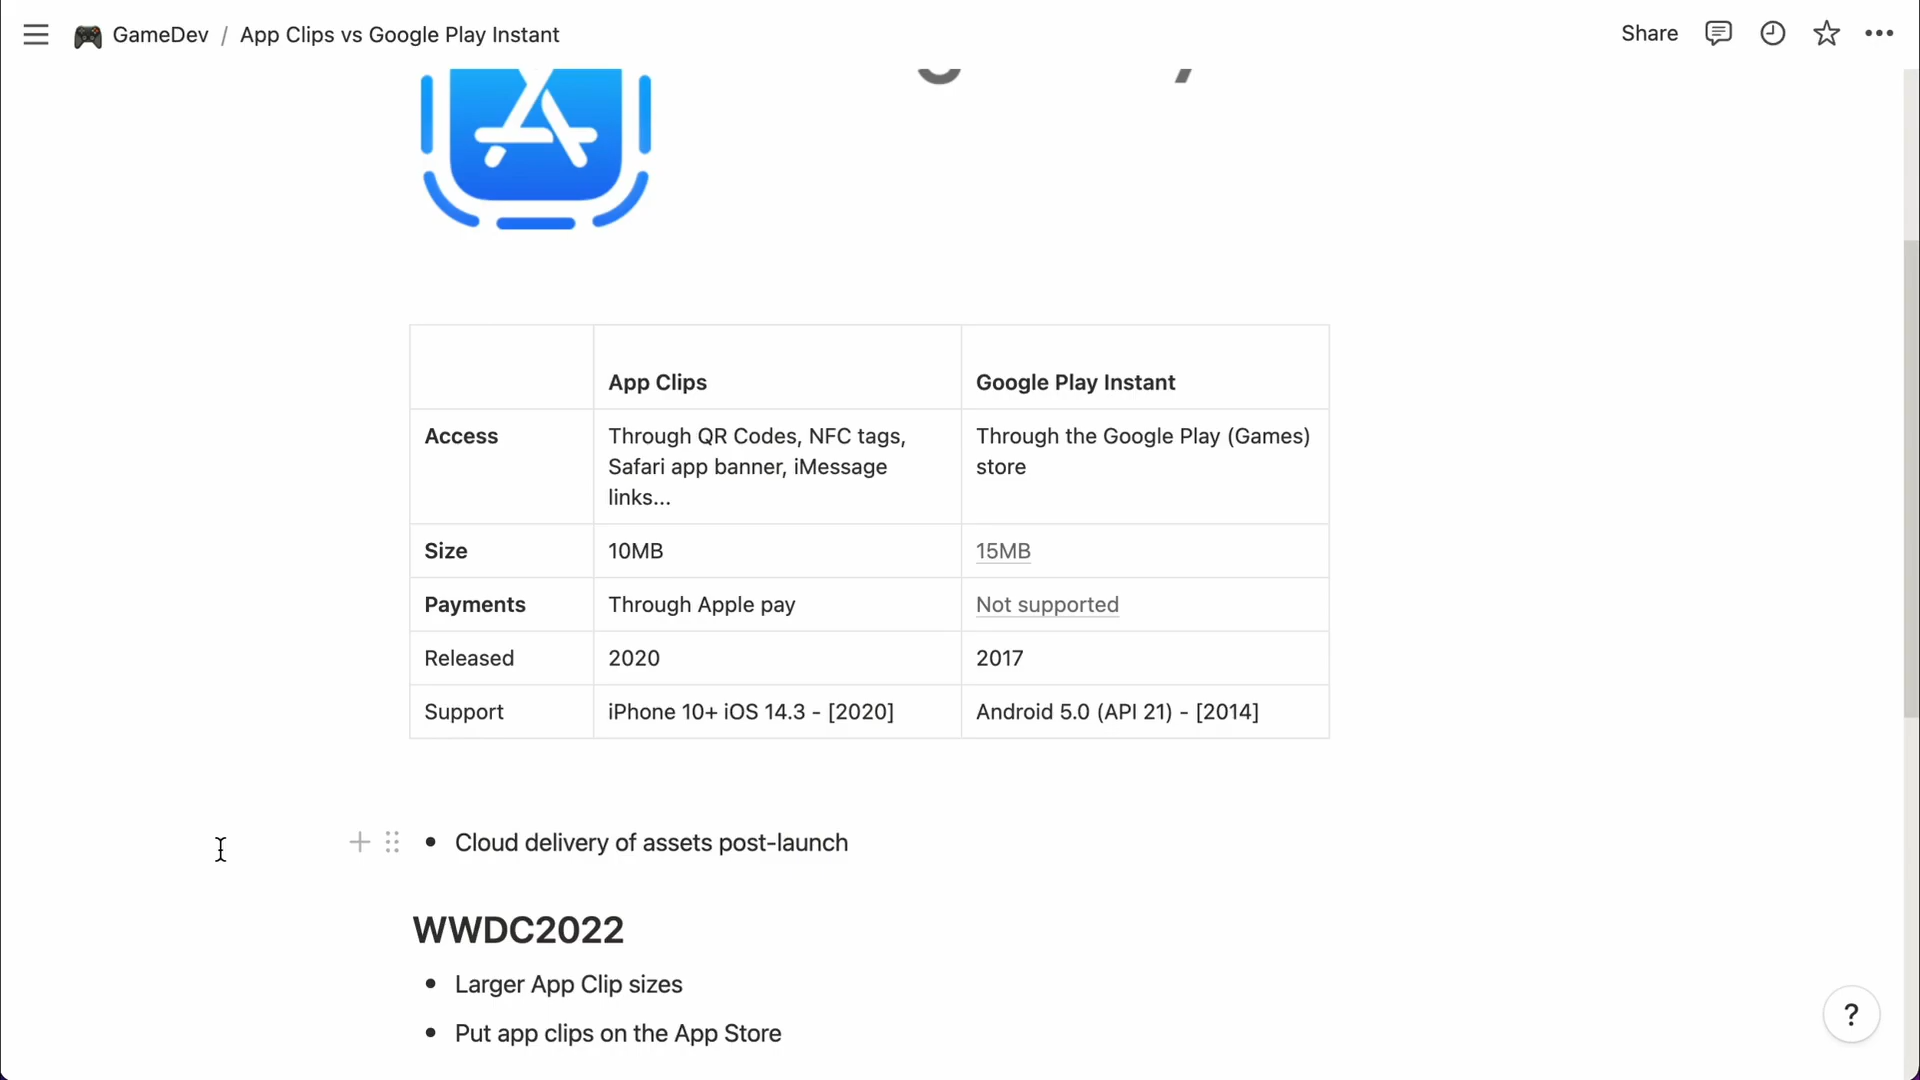 GameDev / App Clips vs Google Play Instant
Share
App Clips
Google Play Instant
Access
Through QR Codes, NFC tags,
Safari app banner, iMessage
links...
Through the Google Play (Games)
store
Size
10MB
15MB
Payments
Through Apple pay
Not supported
Released
2020
2017
Support
iPhone 10+ iOS 14.3 - [2020]
Android 5.0 (API 21) - [2014]
• Cloud delivery of assets post-launch
WWDC2022
• Larger App Clip sizes
• Put app clips on the App Store
?